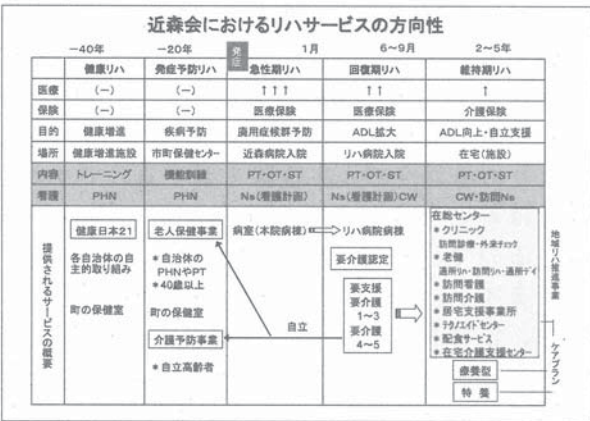 近森会におけるリハサービスの方向性
−40年 −20年 発症 1月 6〜9月 2〜5年
健康リハ 発症予防リハ 急性期リハ 回復期リハ 維持期リハ
医療 (−) (−) ↑↑↑ ↑↑ ↑
保険 (−) (−) 医療保険 医療保険 介護保険
目的 健康増進 疾病予防 廃用症候群予防 ADL拡大 ADL向上・自立支援
場所 健康増進施設 市町保健センター 近森病院入院 リハ病院入院 在宅(施設)
内容 トレーニング 機能訓練 PT・OT・ST PT・OT・ST PT・OT・ST
看護 PHN PHN Ns(看護計画) Ns(看護計画)CW CW・訪問Ns
提供されるサービスの概要
健康日本21
各自治体の自
主的取り組み
町の保健室
老人保健事業
*自治体の
PHNやPT
*40歳以上
町の保健室
介護予防事業
*自立高齢者
病室(本院病棟)⇒リハ病院病棟
要介護認定
要支援
要介護
1〜3
要介護
4〜5
自立
在総センター
*クリニック
訪問診療・外来チェック
*老健
通所リハ・訪問リハ・通所デイ
*訪問看護
*訪問介護
*居宅支援事業所
*テクノエイドセンター
*配食サービス
*在宅介護支援センター
療養型
特養
地域リハ推進事業
ケアプラン